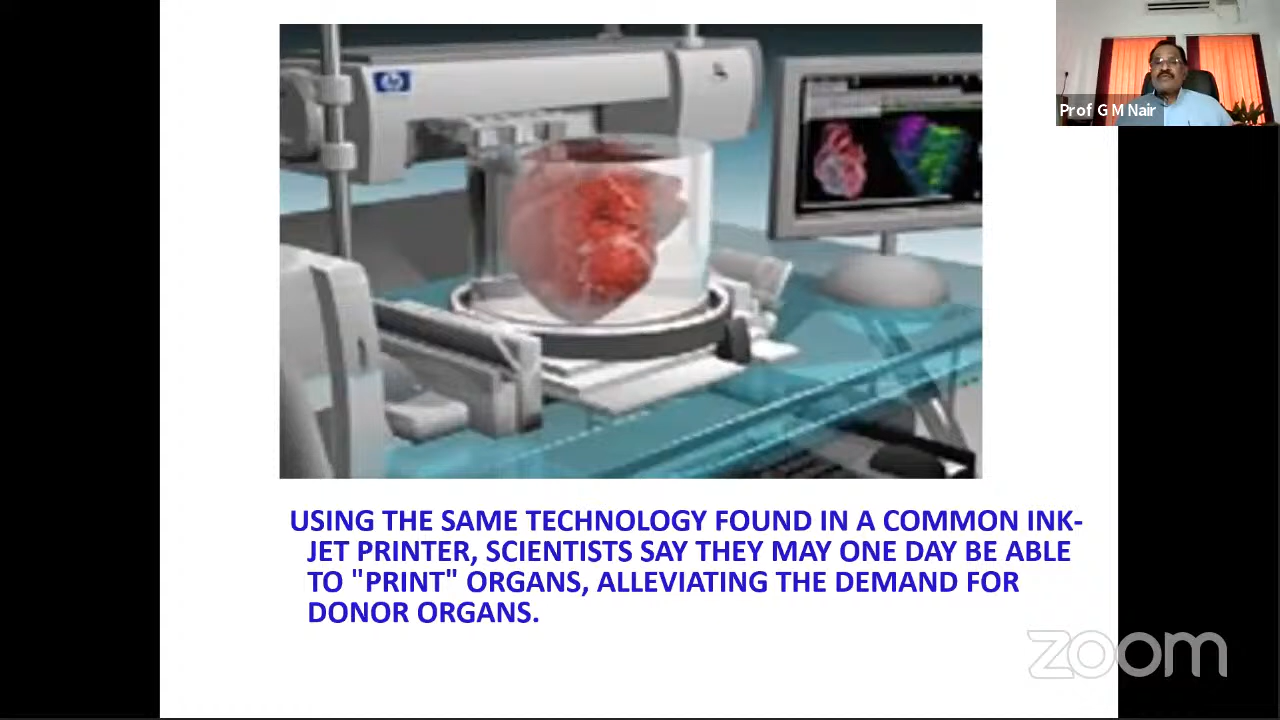 hp
Prof G M Nair
USING THE SAME TECHNOLOGY FOUND IN A COMMON INK-
JET PRINTER, SCIENTISTS SAY THEY MAY ONE DAY BE ABLE
TO "PRINT" ORGANS, ALLEVIATING THE DEMAND FOR
DONOR ORGANS.
zoom